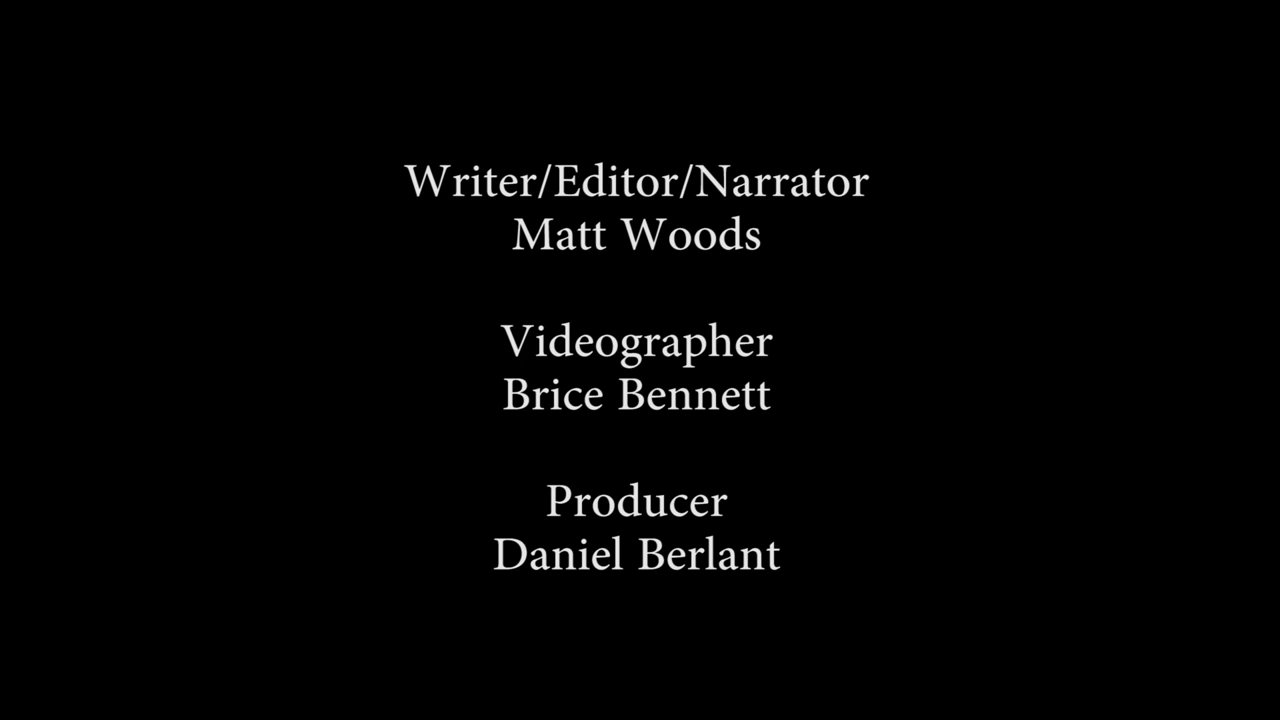 Writer/Editor/Narrator
Matt Woods
Videographer
Brice Bennett
Producer
Daniel Berlant